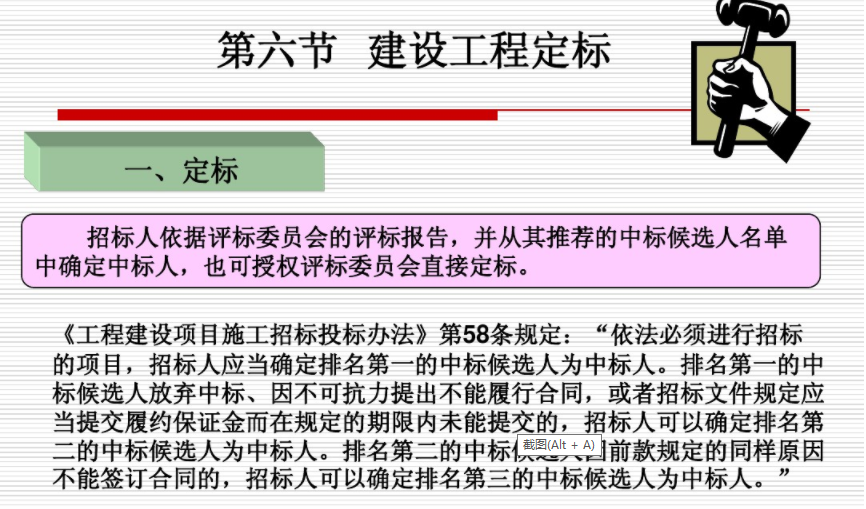 第六节 建设工程定标
一、定标
招标人依据评标委员会的评标报告，并从其推荐的中标候选人名单
中确定中标人，也可授权评标委员会直接定标。
《工程建设项目施工招标投标办法》第58条规定：“依法必须进行招标
的项目，招标人应当确定排名第一的中标候选人为中标人。排名第一的中
标候选人放弃中标、因不可抗力提出不能履行合同，或者招标文件规定应
当提交履约保证金而在规定的期限内未能提交的，招标人可以确定排名第
二的中标候选人为中标人。排名第二的中标候选人因前款规定的同样原因
截图(Alt + A)
不能签订合同的，招标人可以确定排名第三的中标候选人为中标人。”